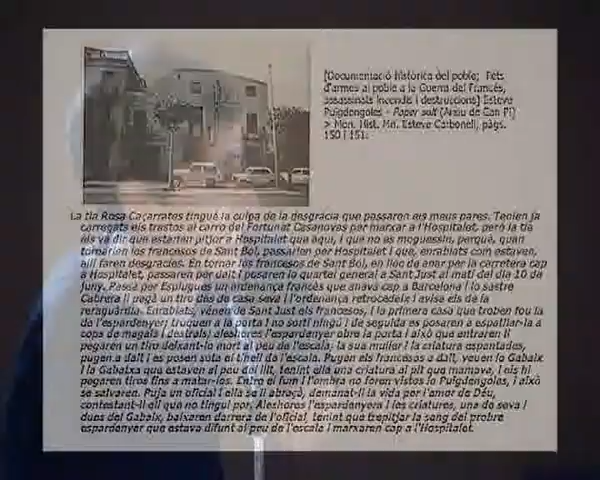 [Documentació històrica del poble; Fets
d'armes al poble a la Guerra del Francès,
assassinats incendis i destruccions] Esteve
Puigdengoles - Paper solt (Arxiu de Can Pi)
> Mon. Hist. Mn. Esteve Carbonell, pàgs.
150 i 151.
La tia Rosa Caçarrates tingué la culpa de la desgràcia que passaren els meus pares. Tenien ja
carregats els trastos al carro del Fortunat Casanovas per marxar a l'Hospitalet, però la tia
els va dir que estarien pitjor a Hospitalet que aquí, i que no es moguessin, perquè, quan
tornarien los francesos de Sant Boi, passarien per Hospitalet i que, enrabiats com estaven,
allí faren desgràcies. En tornar los francesos de Sant Boi, en lloc de anar per la carretera cap
a Hospitalet, passaren per dalt i posaren lo quartel general a Sant Just al matí del dia 10 de
juny. Passà per Esplugues un ordenança francès que anava cap a Barcelona i lo sastre
Cabrera li pegà un tiro des de casa seva i l'ordenança retrocedeix i avisa els de la
reraguàrdia. Enrabiats, vénen de Sant Just els francesos, i la primera casa que troben fou la
de l'espardenyer; truquen a la porta i no sortí ningú i de seguida es posaren a espatllar-la a
cops de magall i destrals; aleshores l'espardenyer obre la porta i això que entraren li
pegaren un tiro deixant-lo mort al peu de l'escala; la sua muller i la criatura espantades,
pugen a dalt i es posen sota el tinell de l'escala. Pugen els francesos a dalt, veuen lo Gabaix
i la Gabatxa que estaven al peu del llit, tenint ella una criatura al pit que mamava, i els hi
pegaren tiros fins a matar-los. Entre el fum i l'ombra no foren vistos lo Puigdengolas, i això
se salvaren. Puja un oficial i ella se li abraçà, demanat-li la vida per l'amor de Déu,
contestant-li ell que no tingui por. Aleshores l'espardenyera i les criatures, una de seva i
dues del Gabaix, baixaren darrera de l'oficial, tenint que trepitjar la sang del probre
espardenyer que estava difunt al peu de l'escala i marxaren cap a l'Hospitalet.